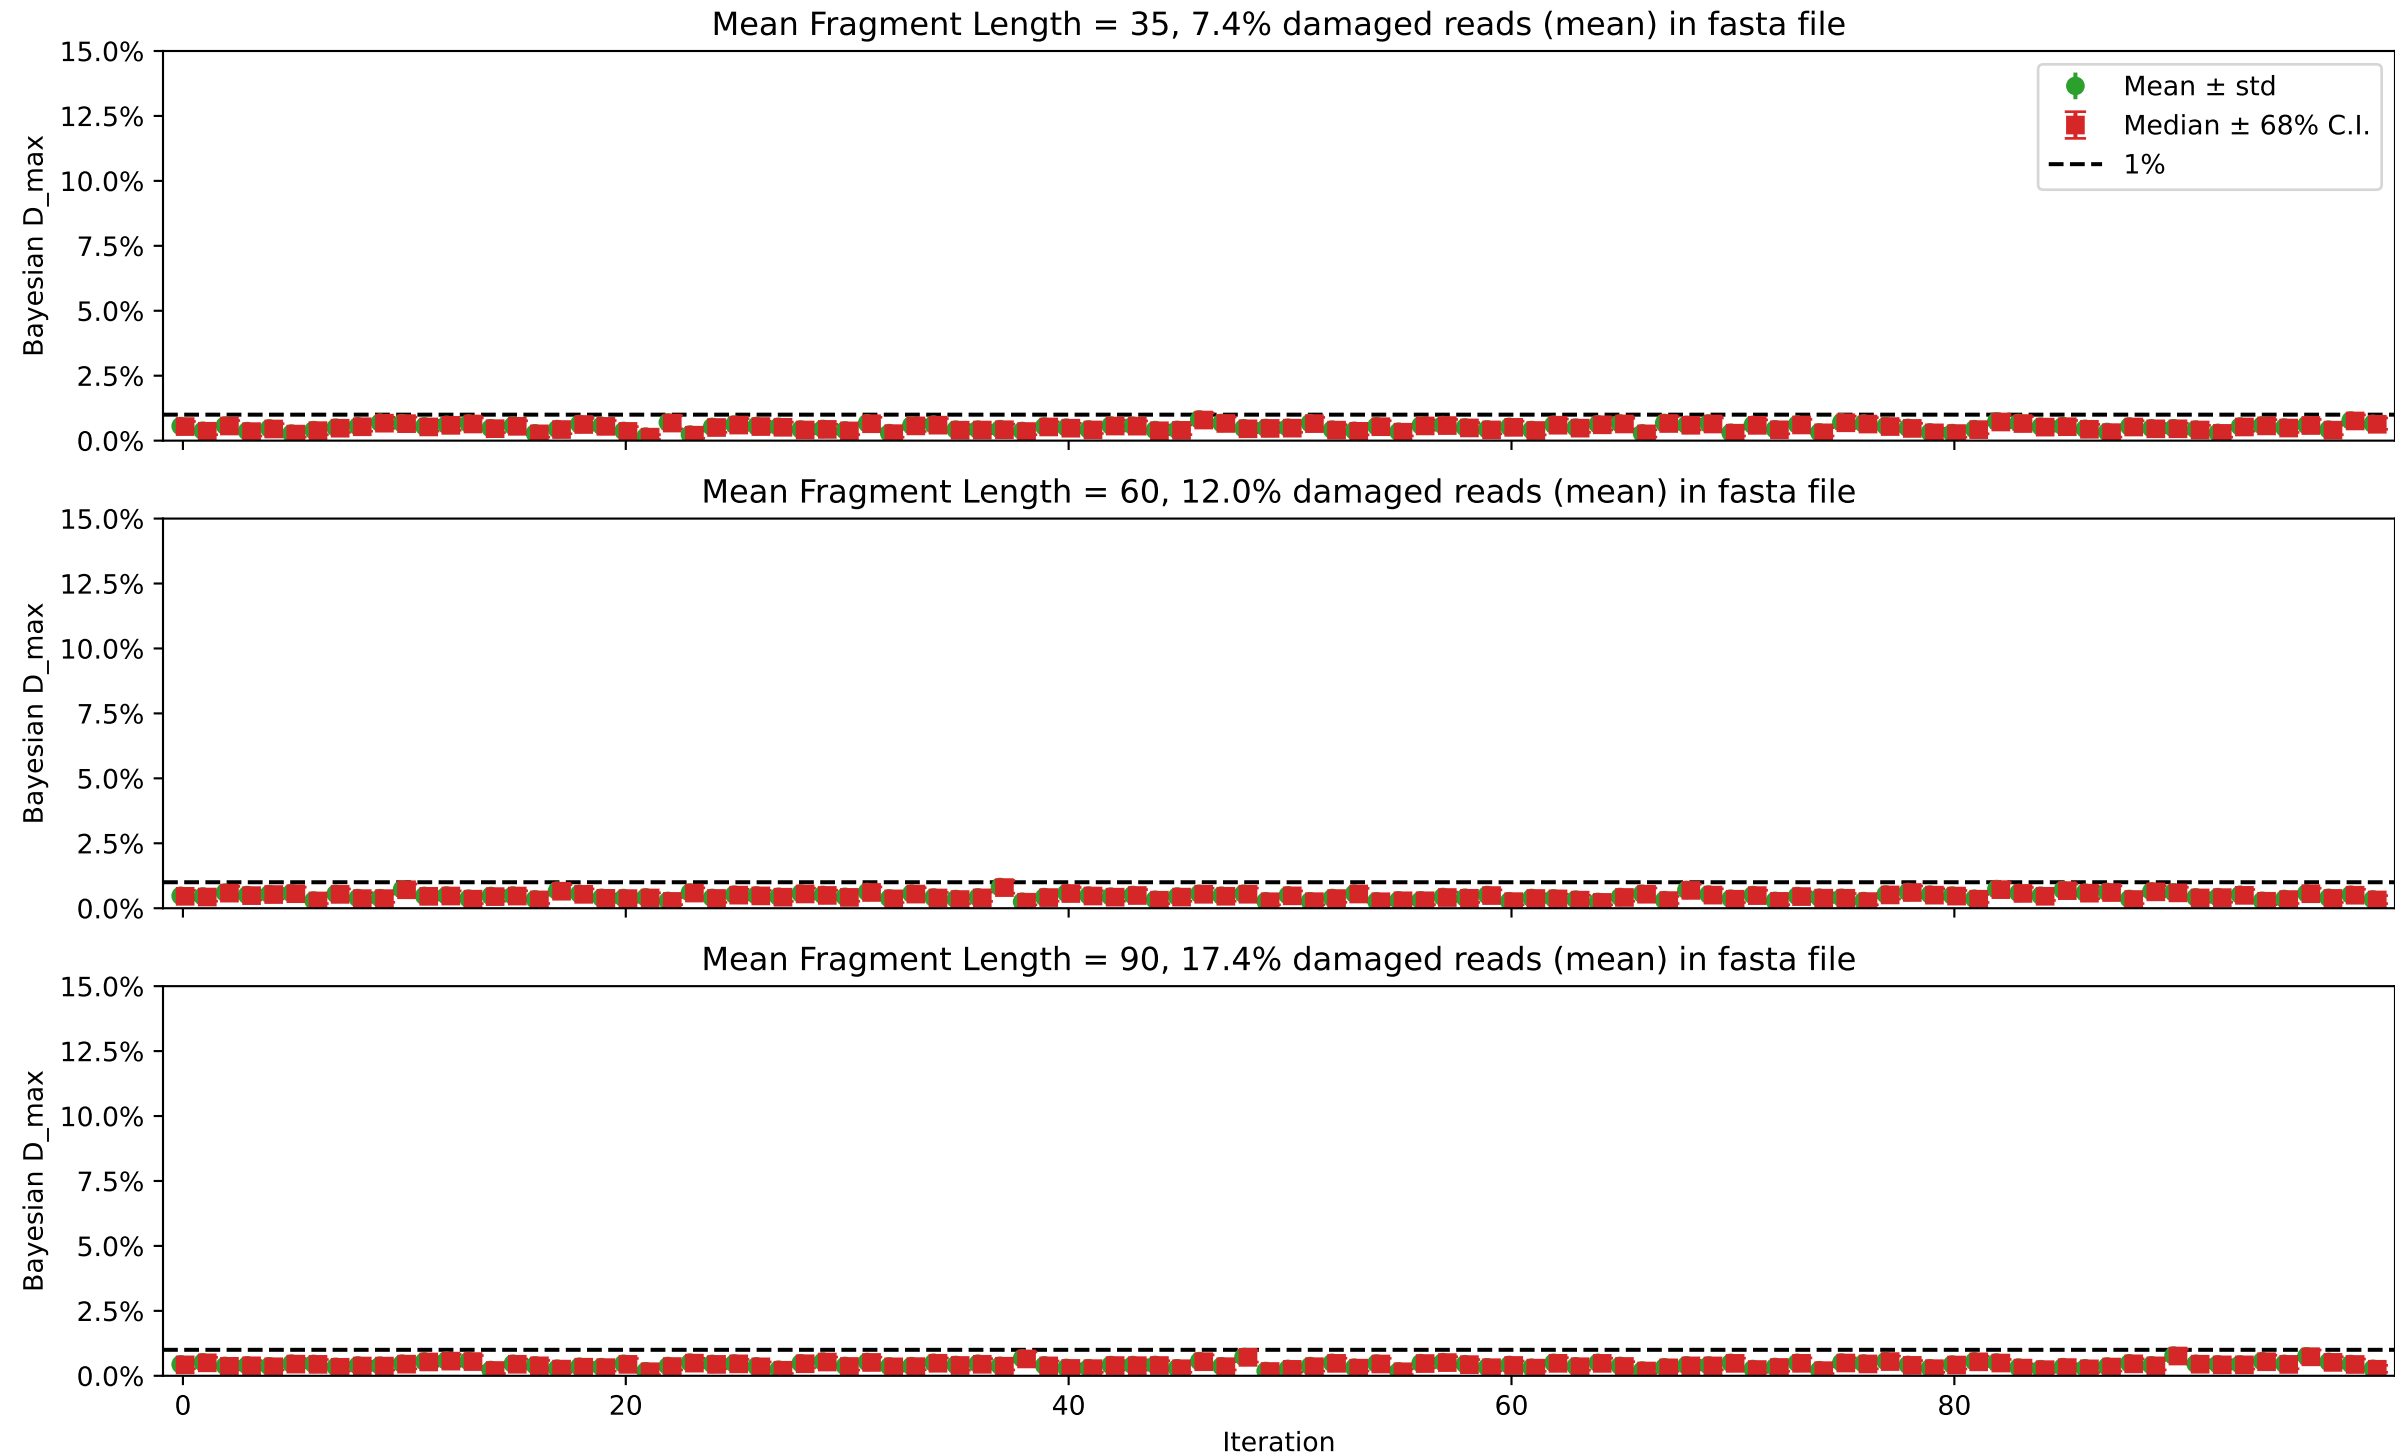 Mean Fragment Length = 35, 7.4% damaged reads (mean) in fasta file
15.0%
12.5%
10.0%
7.5%
5.0%
2.5%
0.0%
Bayesian D_max
Mean ± std
Median ± 68% C.I.
1%
Mean Fragment Length = 60, 12.0% damaged reads (mean) in fasta file
15.0%
12.5%
10.0%
7.5%
5.0%
2.5%
0.0%
Bayesian D_max
Mean Fragment Length = 90, 17.4% damaged reads (mean) in fasta file
15.0%
12.5%
10.0%
7.5%
5.0%
2.5%
0.0%
Bayesian D_max
0 20 40 60 80
Iteration